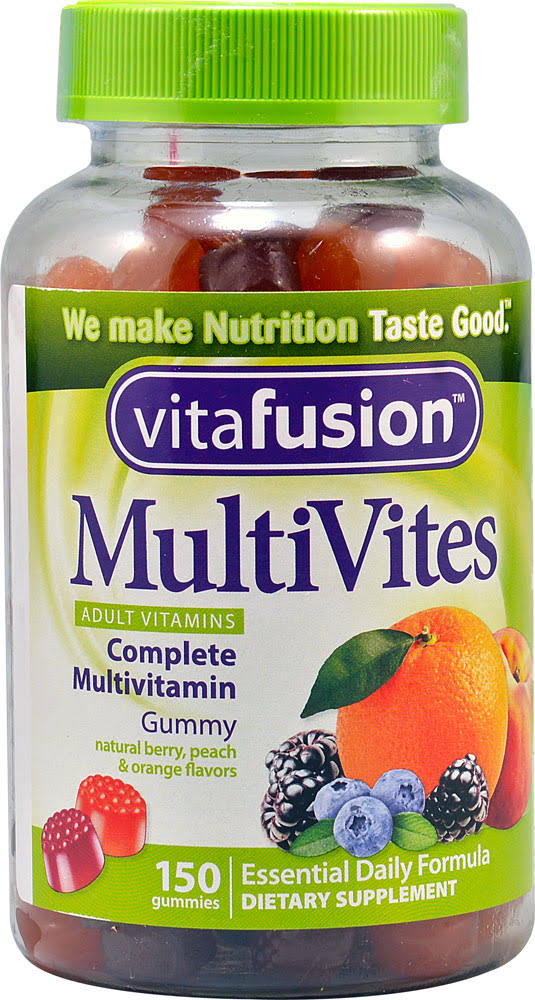 We make Nutrition Taste Good.™
vitafusion™
MultiVites
ADULT VITAMINS
Complete
Multivitamin
Gummy
natural berry, peach
& orange flavors
150
gummies
Essential Daily Formula
DIETARY SUPPLEMENT